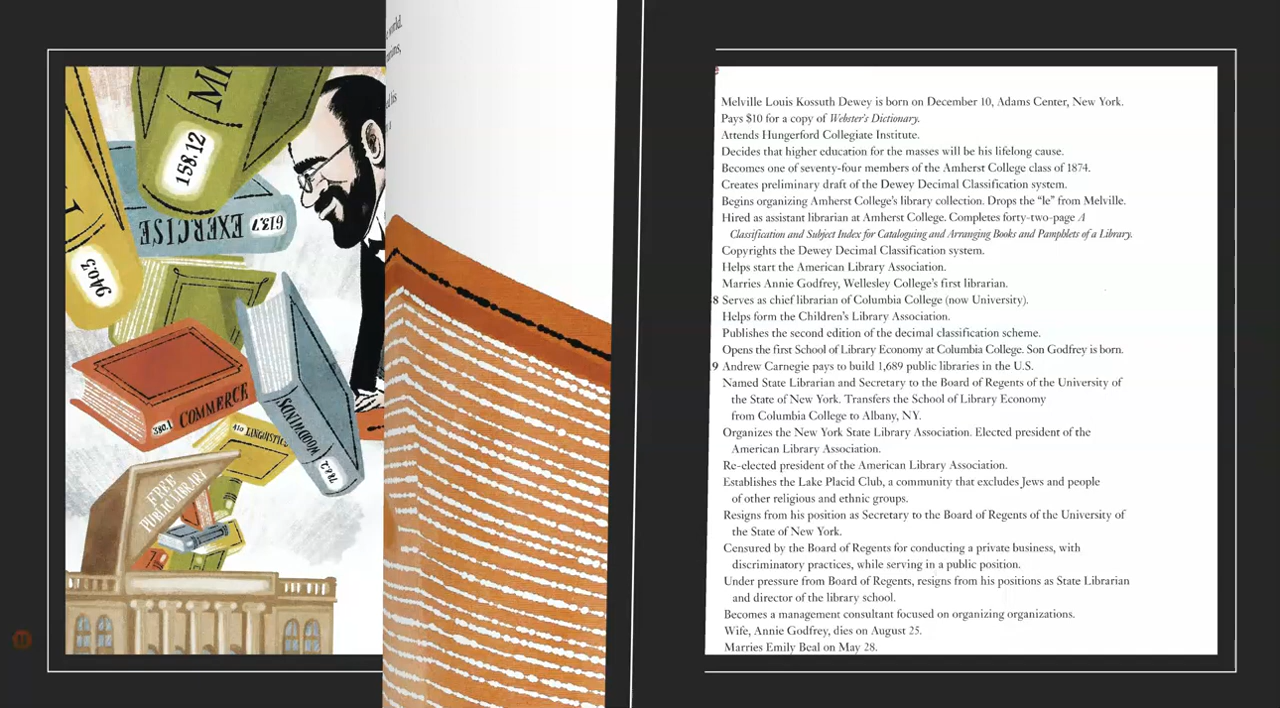 158.12
EXERCISE 613.7
940.5
COMMERCE
380.1
410 LINGUISTICS
WOODWINDS
788.2
FREE
PUBLIC LIBRARY
world.
Melville Louis Kossuth Dewey is born on December 10, Adams Center, New York.
Pays $10 for a copy of Webster's Dictionary.
Attends Hungerford Collegiate Institute.
Decides that higher education for the masses will be his lifelong cause.
Becomes one of seventy-four members of the Amherst College class of 1874.
Creates preliminary draft of the Dewey Decimal Classification system.
Begins organizing Amherst College's library collection. Drops the “le” from Melville.
Hired as assistant librarian at Amherst College. Completes forty-two-page A
Classification and Subject Index for Cataloguing and Arranging Books and Pamphlets of a Library.
Copyrights the Dewey Decimal Classification system.
Helps start the American Library Association.
Marries Annie Godfrey, Wellesley College's first librarian.
8 Serves as chief librarian of Columbia College (now University).
Helps form the Children's Library Association.
Publishes the second edition of the decimal classification scheme.
Opens the first School of Library Economy at Columbia College. Son Godfrey is born.
9 Andrew Carnegie pays to build 1,689 public libraries in the U.S.
Named State Librarian and Secretary to the Board of Regents of the University of
the State of New York. Transfers the School of Library Economy
from Columbia College to Albany, NY.
Organizes the New York State Library Association. Elected president of the
American Library Association.
Re-elected president of the American Library Association.
Establishes the Lake Placid Club, a community that excludes Jews and people
of other religious and ethnic groups.
Resigns from his position as Secretary to the Board of Regents of the University of
the State of New York.
Censured by the Board of Regents for conducting a private business, with
discriminatory practices, while serving in a public position.
Under pressure from Board of Regents, resigns from his positions as State Librarian
and director of the library school.
Becomes a management consultant focused on organizing organizations.
Wife, Annie Godfrey, dies on August 25.
Marries Emily Beal on May 28.